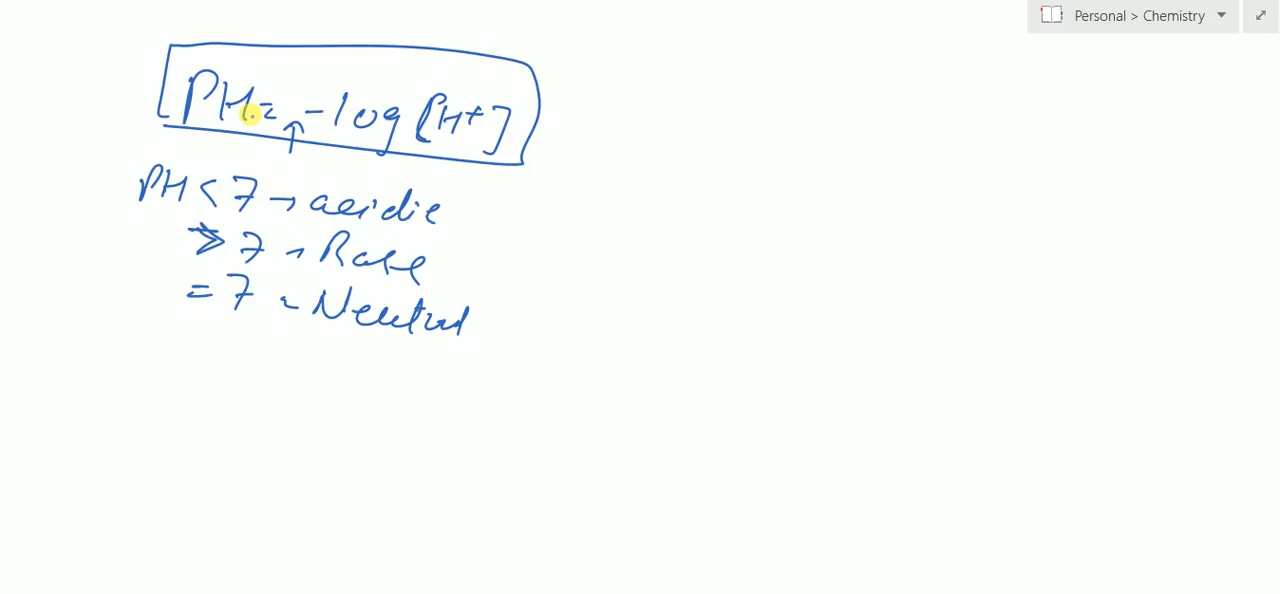 Personal > Chemistry
PH = -log[H+]
PH < 7 → acidic
> 7 → Base
= 7 - Neutral